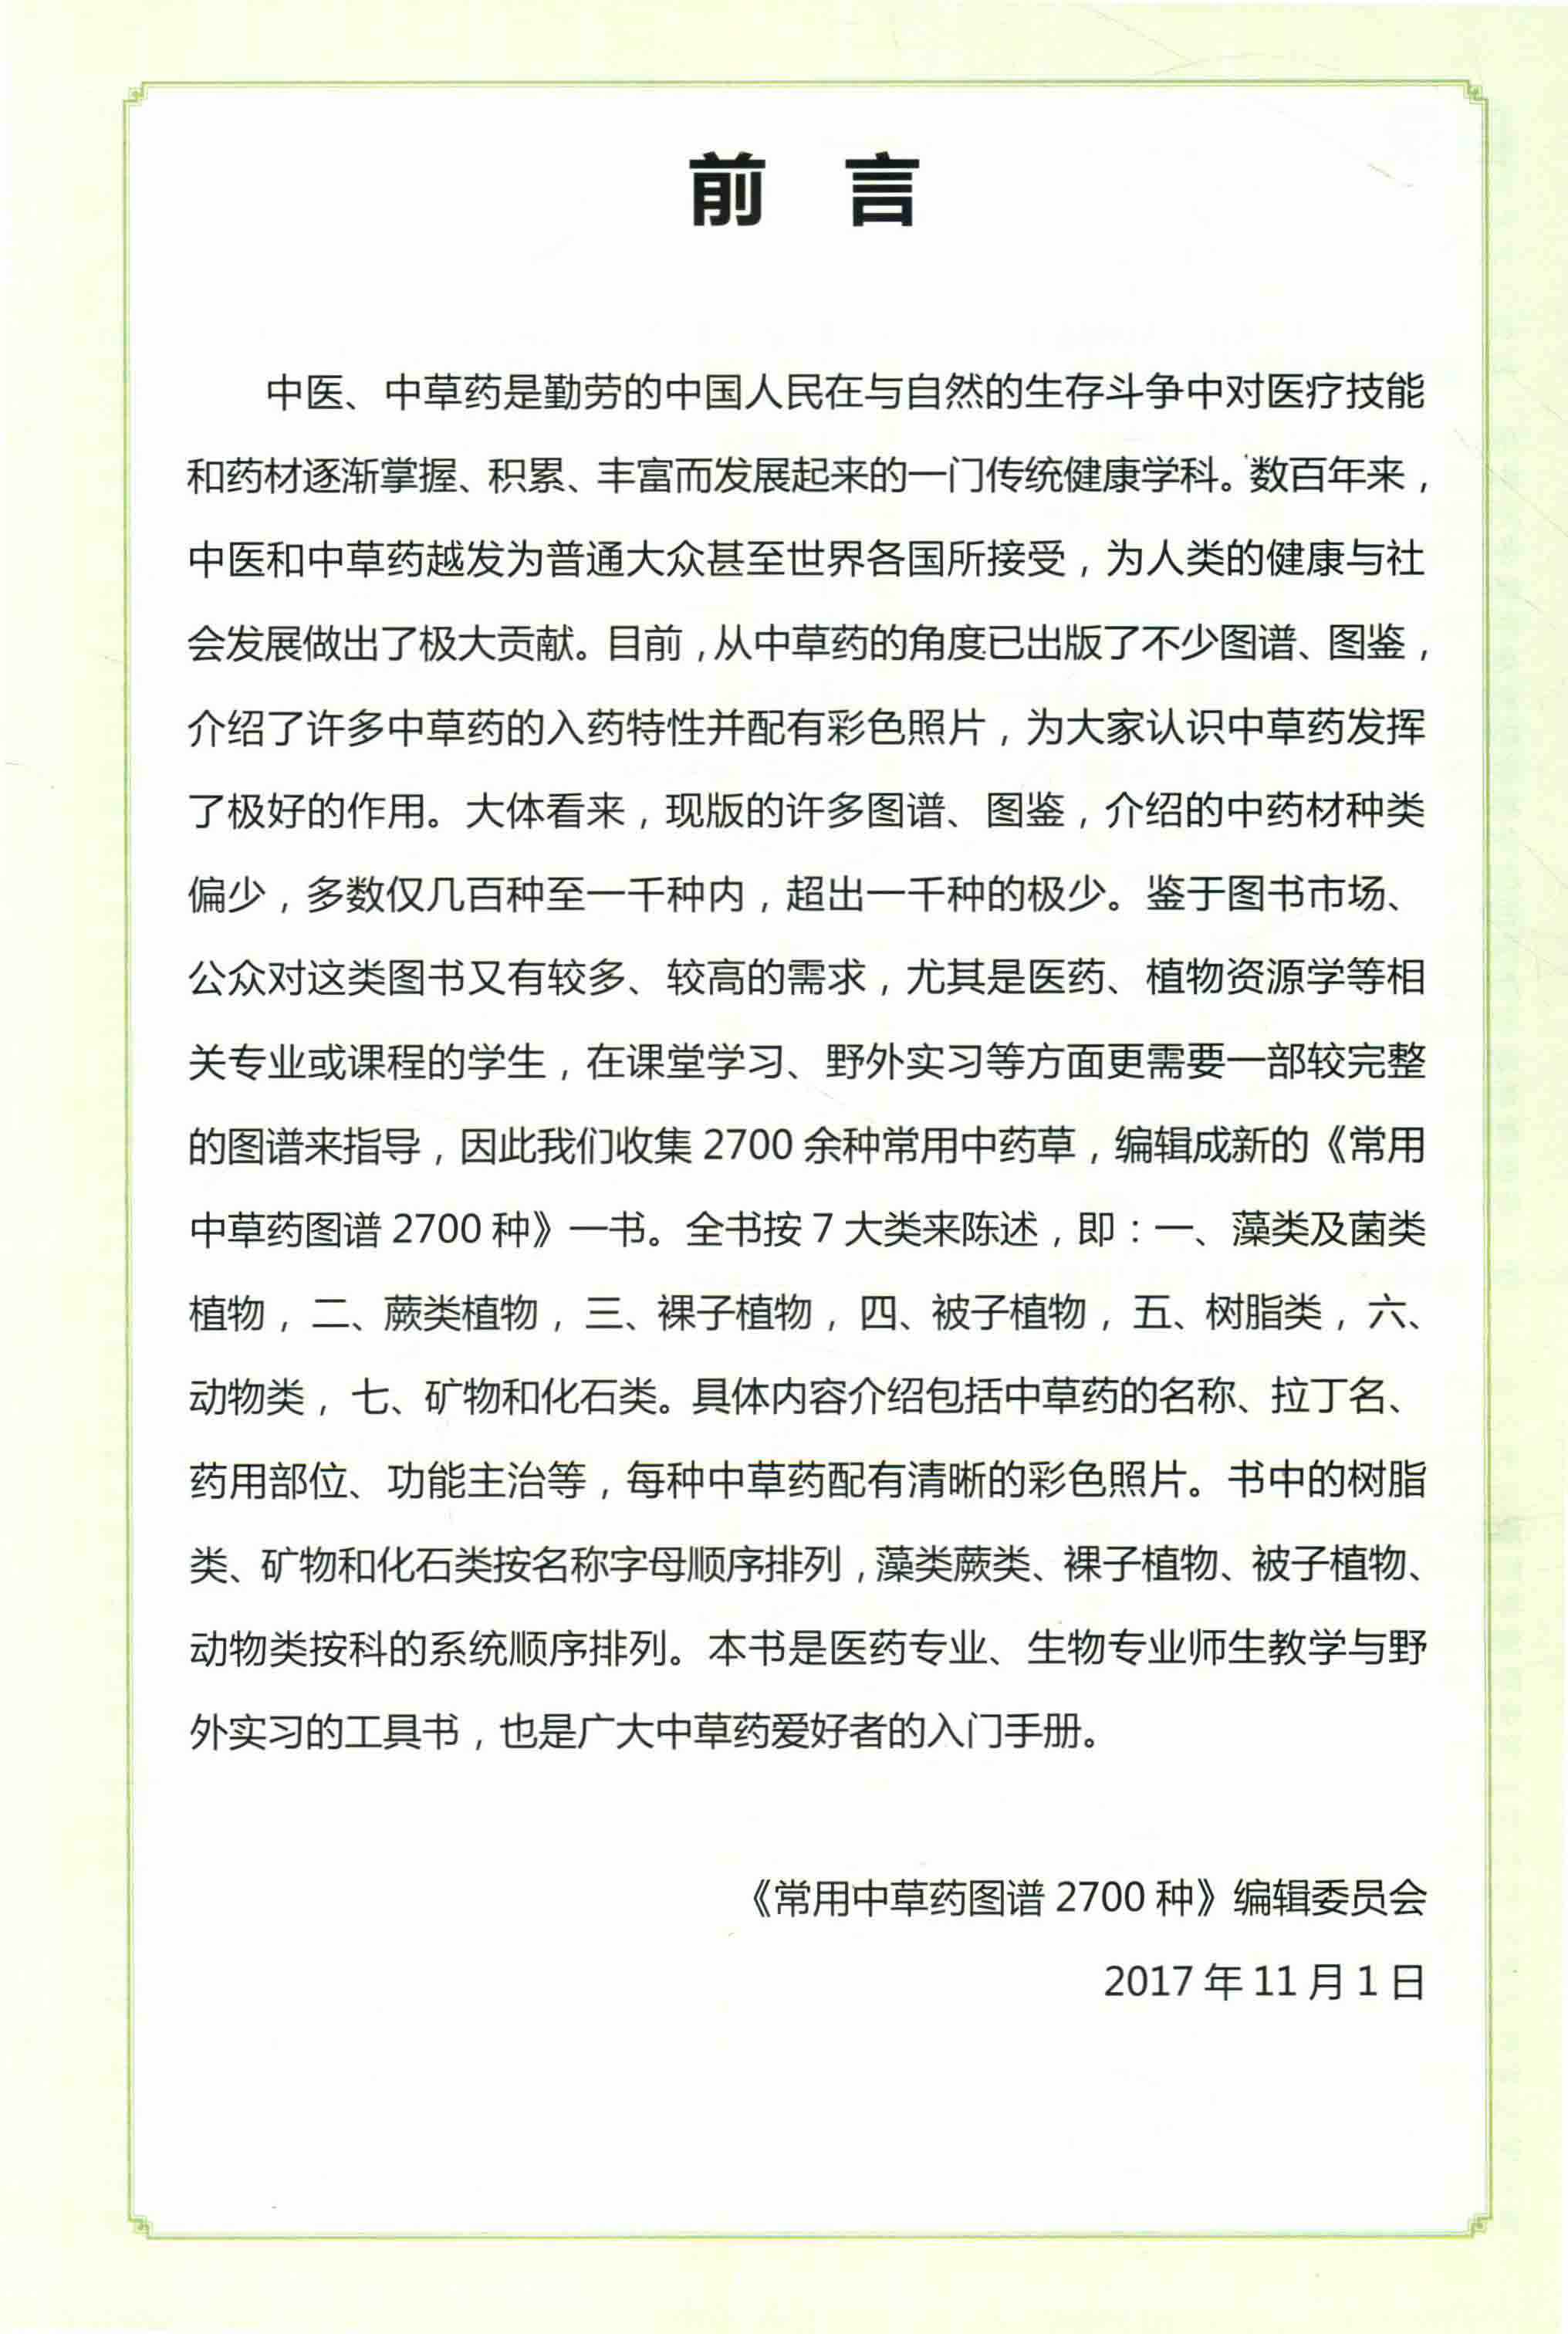 前 言
中医、中草药是勤劳的中国人民在与自然的生存斗争中对医疗技能
和药材逐渐掌握、积累、丰富而发展起来的一门传统健康学科。数百年来，
中医和中草药越发为普通大众甚至世界各国所接受，为人类的健康与社
会发展做出了极大贡献。目前，从中草药的角度已出版了不少图谱、图鉴，
介绍了许多中草药的入药特性并配有彩色照片，为大家认识中草药发挥
了极好的作用。大体看来，现版的许多图谱、图鉴，介绍的中药材种类
偏少，多数仅几百种至一千种内，超出一千种的极少。鉴于图书市场、
公众对这类图书又有较多、较高的需求，尤其是医药、植物资源学等相
关专业或课程的学生，在课堂学习、野外实习等方面更需要一部较完整
的图谱来指导，因此我们收集 2700 余种常用中药草，编辑成新的《常用
中草药图谱 2700 种》一书。全书按 7 大类来陈述，即：一、藻类及菌类
植物，二、蕨类植物，三、裸子植物，四、被子植物，五、树脂类，六、
动物类，七、矿物和化石类。具体内容介绍包括中草药的名称、拉丁名、
药用部位、功能主治等，每种中草药配有清晰的彩色照片。书中的树脂
类、矿物和化石类按名称字母顺序排列，藻类蕨类、裸子植物、被子植物、
动物类按科的系统顺序排列。本书是医药专业、生物专业师生教学与野
外实习的工具书，也是广大中草药爱好者的入门手册。
《常用中草药图谱 2700 种》编辑委员会
2017 年 11 月 1 日